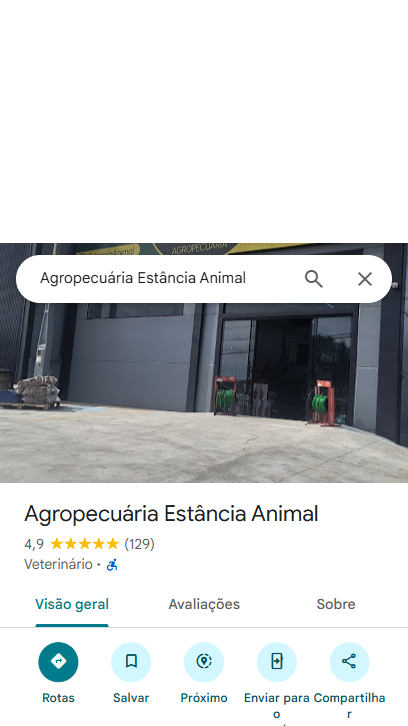 AGROPECUÁRIA
Agropecuária Estância Animal
Agropecuária Estância Animal
4,9 (129)
Veterinário •
Visão geral Avaliações Sobre
Rotas Salvar Próximo Enviar para Compartilha
o r